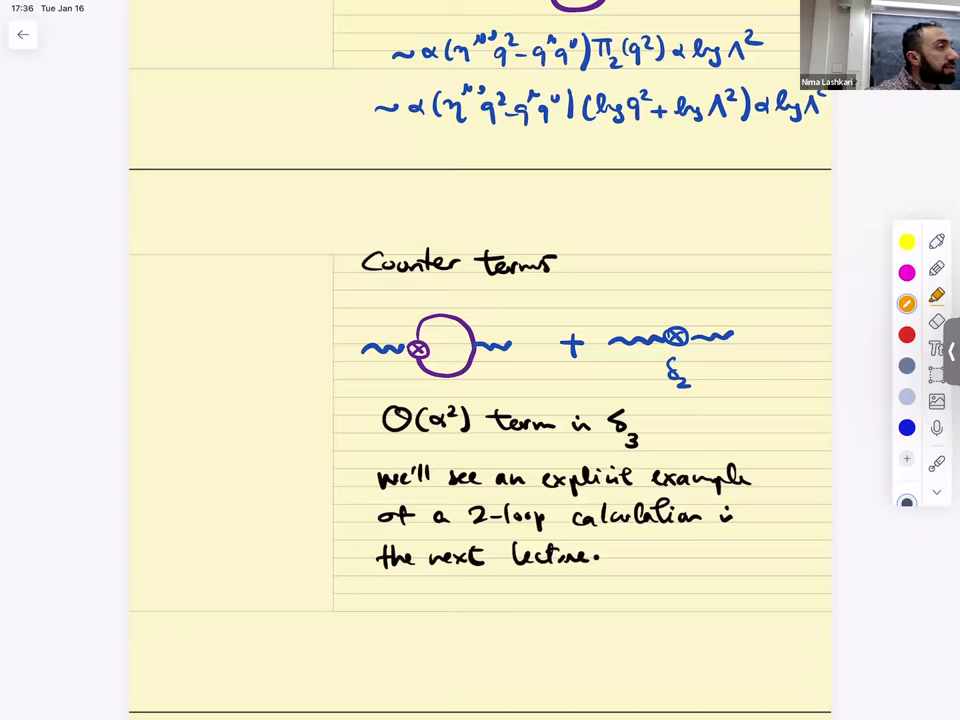 17:36 Tue Jan 16
Nima Lashkari
~ α (η^{μν} q² - q^μ q^ν) Π₂(q²) α log Λ²
~ α (η^{μν} q² - q^μ q^ν) (log q² + log Λ²) α log Λ²
Counter terms
+
δ₂
O(α²) term in δ₃
we'll see an explicit example
of a 2-loop calculation in
the next lecture.